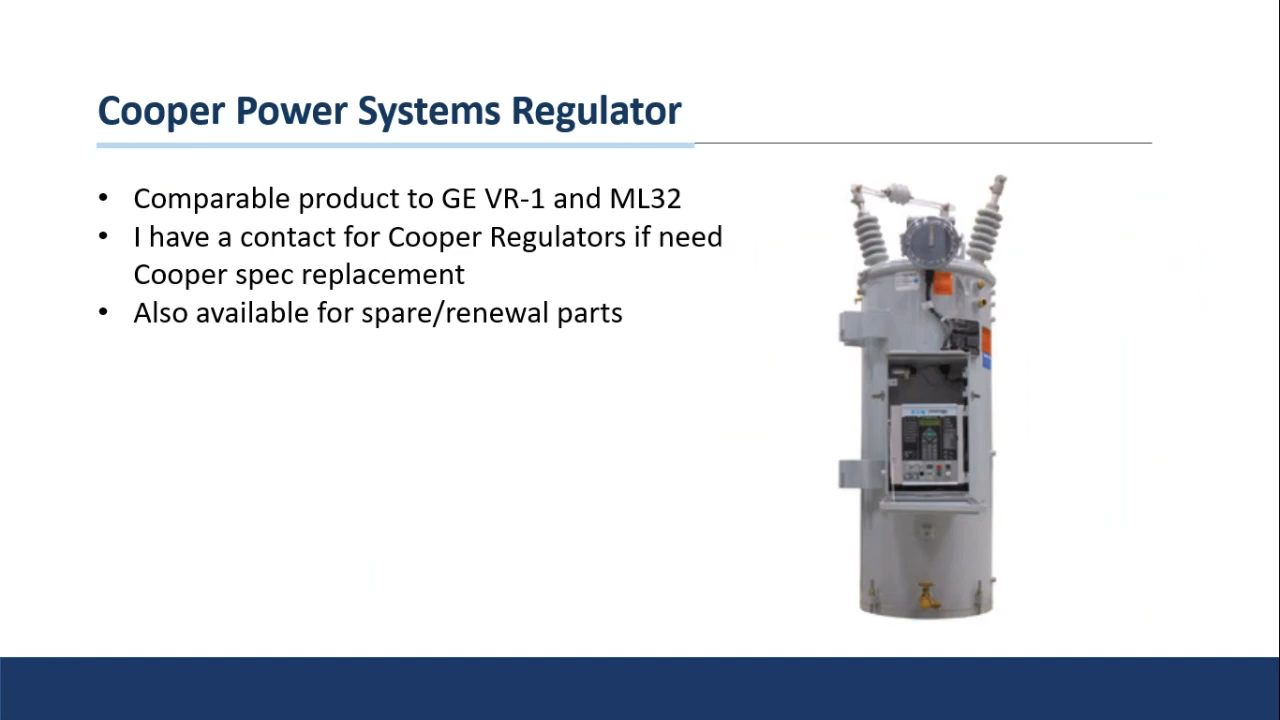 Cooper Power Systems Regulator
• Comparable product to GE VR-1 and ML32
• I have a contact for Cooper Regulators if need
Cooper spec replacement
• Also available for spare/renewal parts